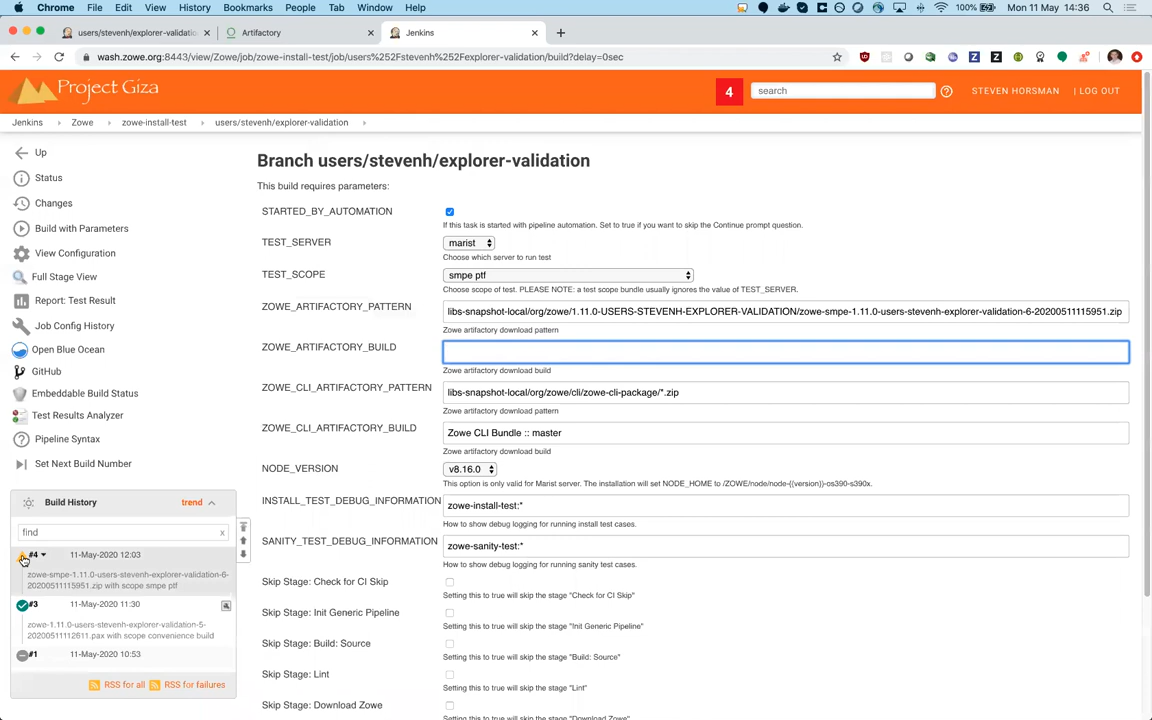 Chrome File Edit View History Bookmarks People Tab Window Help 100% Mon 11 May 14:36
users/stevenh/explorer-validatio
Artifactory
Jenkins
wash.zowe.org:8443/view/Zowe/job/zowe-install-test/job/users%252Fstevenh%252Fexplorer-validation/build?delay=0sec
Project Giza
4
search
STEVEN HORSMAN
| LOG OUT
Jenkins
Zowe
zowe-install-test
users/stevenh/explorer-validation
Up
Status
Changes
Build with Parameters
View Configuration
Full Stage View
Report: Test Result
Job Config History
Open Blue Ocean
GitHub
Embeddable Build Status
Test Results Analyzer
Pipeline Syntax
Set Next Build Number
Build History trend
find x
#4 11-May-2020 12:03
zowe-smpe-1.11.0-users-stevenh-explorer-validation-6-
20200511115951.zip with scope smpe ptf
#3 11-May-2020 11:30
zowe-1.11.0-users-stevenh-explorer-validation-5-
20200511112611.pax with scope convenience build
#1 11-May-2020 10:53
RSS for all RSS for failures
Branch users/stevenh/explorer-validation
This build requires parameters:
STARTED_BY_AUTOMATION
If this task is started with pipeline automation. Set to true if you want to skip the Continue prompt question.
TEST_SERVER marist
Choose which server to run test
TEST_SCOPE smpe ptf
Choose scope of test. PLEASE NOTE: a test scope bundle usually ignores the value of TEST_SERVER.
ZOWE_ARTIFACTORY_PATTERN libs-snapshot-local/org/zowe/1.11.0-USERS-STEVENH-EXPLORER-VALIDATION/zowe-smpe-1.11.0-users-stevenh-explorer-validation-6-20200511115951.zip
Zowe artifactory download pattern
ZOWE_ARTIFACTORY_BUILD
Zowe artifactory download build
ZOWE_CLI_ARTIFACTORY_PATTERN libs-snapshot-local/org/zowe/cli/zowe-cli-package/*.zip
Zowe artifactory download pattern
ZOWE_CLI_ARTIFACTORY_BUILD Zowe CLI Bundle :: master
Zowe artifactory download build
NODE_VERSION v8.16.0
This option is only valid for Marist server. The installation will set NODE_HOME to /ZOWE/node/node-{{version}}-os390-s390x.
INSTALL_TEST_DEBUG_INFORMATION zowe-install-test:*
How to show debug logging for running install test cases.
SANITY_TEST_DEBUG_INFORMATION zowe-sanity-test:*
How to show debug logging for running sanity test cases.
Skip Stage: Check for CI Skip
Setting this to true will skip the stage "Check for CI Skip"
Skip Stage: Init Generic Pipeline
Setting this to true will skip the stage "Init Generic Pipeline"
Skip Stage: Build: Source
Setting this to true will skip the stage "Build: Source"
Skip Stage: Lint
Setting this to true will skip the stage "Lint"
Skip Stage: Download Zowe
Setting this to true will skip the stage "Download Zowe"